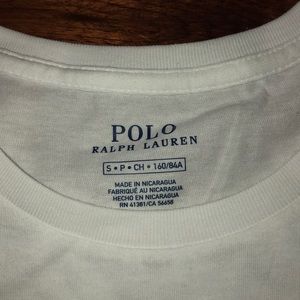 POLO
RALPH LAUREN
S • P • CH • 160/84A
MADE IN NICARAGUA
FABRIQUÉ AU NICARAGUA
HECHO EN NICARAGUA
RN 41381/CA 56658